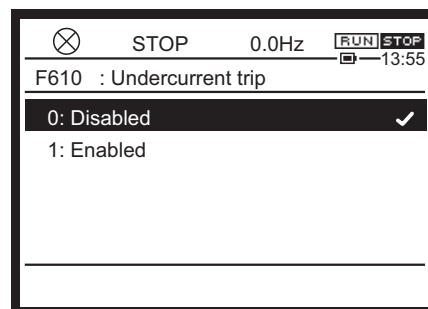 STOP 0.0Hz RUN STOP
13:55
F610 : Undercurrent trip
0: Disabled
1: Enabled